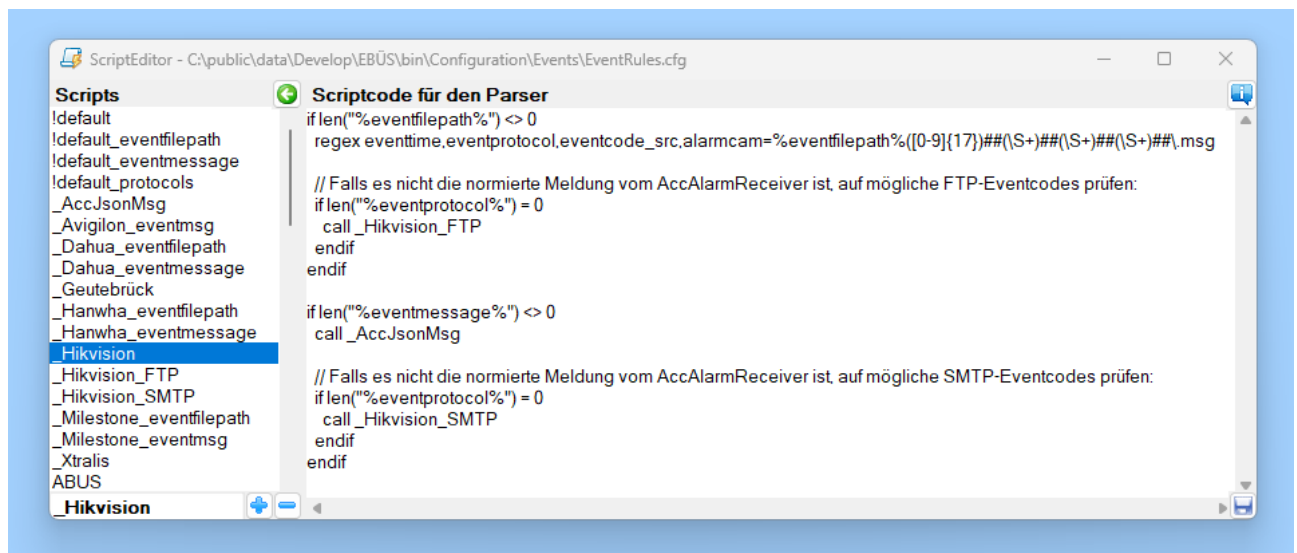 ScriptEditor - C:\public\data\Develop\EBÜS\bin\Configuration\Events\EventRules.cfg
Scripts
!default
!default_eventfilepath
!default_eventmessage
!default_protocols
_AccJsonMsg
_Avigilon_eventmsg
_Dahua_eventfilepath
_Dahua_eventmessage
_Geutebrück
_Hanwha_eventfilepath
_Hanwha_eventmessage
_Hikvision
_Hikvision_FTP
_Hikvision_SMTP
_Milestone_eventfilepath
_Milestone_eventmsg
_Xtralis
ABUS
_Hikvision
Scriptcode für den Parser
if len("%eventfilepath%") <> 0
regex eventtime,eventprotocol,eventcode_src,alarmcam=%eventfilepath%([0-9]{17})##(\S+)##(\S+)##(\S+)##\.msg
// Falls es nicht die normierte Meldung vom AccAlarmReceiver ist, auf mögliche FTP-Eventcodes prüfen:
if len("%eventprotocol%") = 0
call _Hikvision_FTP
endif
endif
if len("%eventmessage%") <> 0
call _AccJsonMsg
// Falls es nicht die normierte Meldung vom AccAlarmReceiver ist, auf mögliche SMTP-Eventcodes prüfen:
if len("%eventprotocol%") = 0
call _Hikvision_SMTP
endif
endif